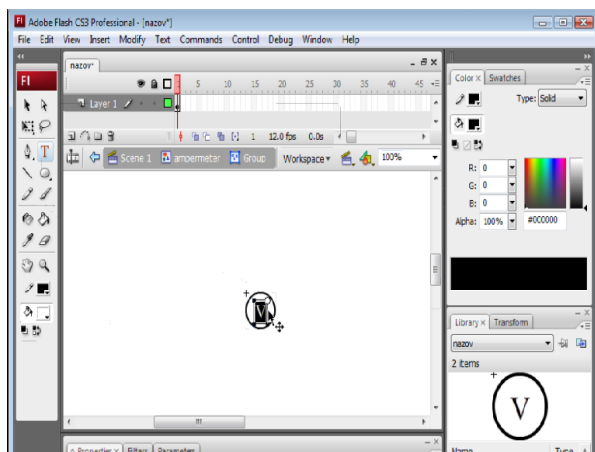 Fl Adobe Flash CS3 Professional - [nazov*]
File Edit View Insert Modify Text Commands Control Debug Window Help
nazov*
Fl
5 10 15 20 25 30 35 40 45
Layer 1
1 12.0 fps 0.0s
Scene 1 ampermeter Group Workspace 100%
T
V
Color × Swatches
Type: Solid
R: 0
G: 0
B: 0
Alpha: 100% #000000
Library × Transform
nazov
2 items
V
Name Type
Properties × Filters Parameters